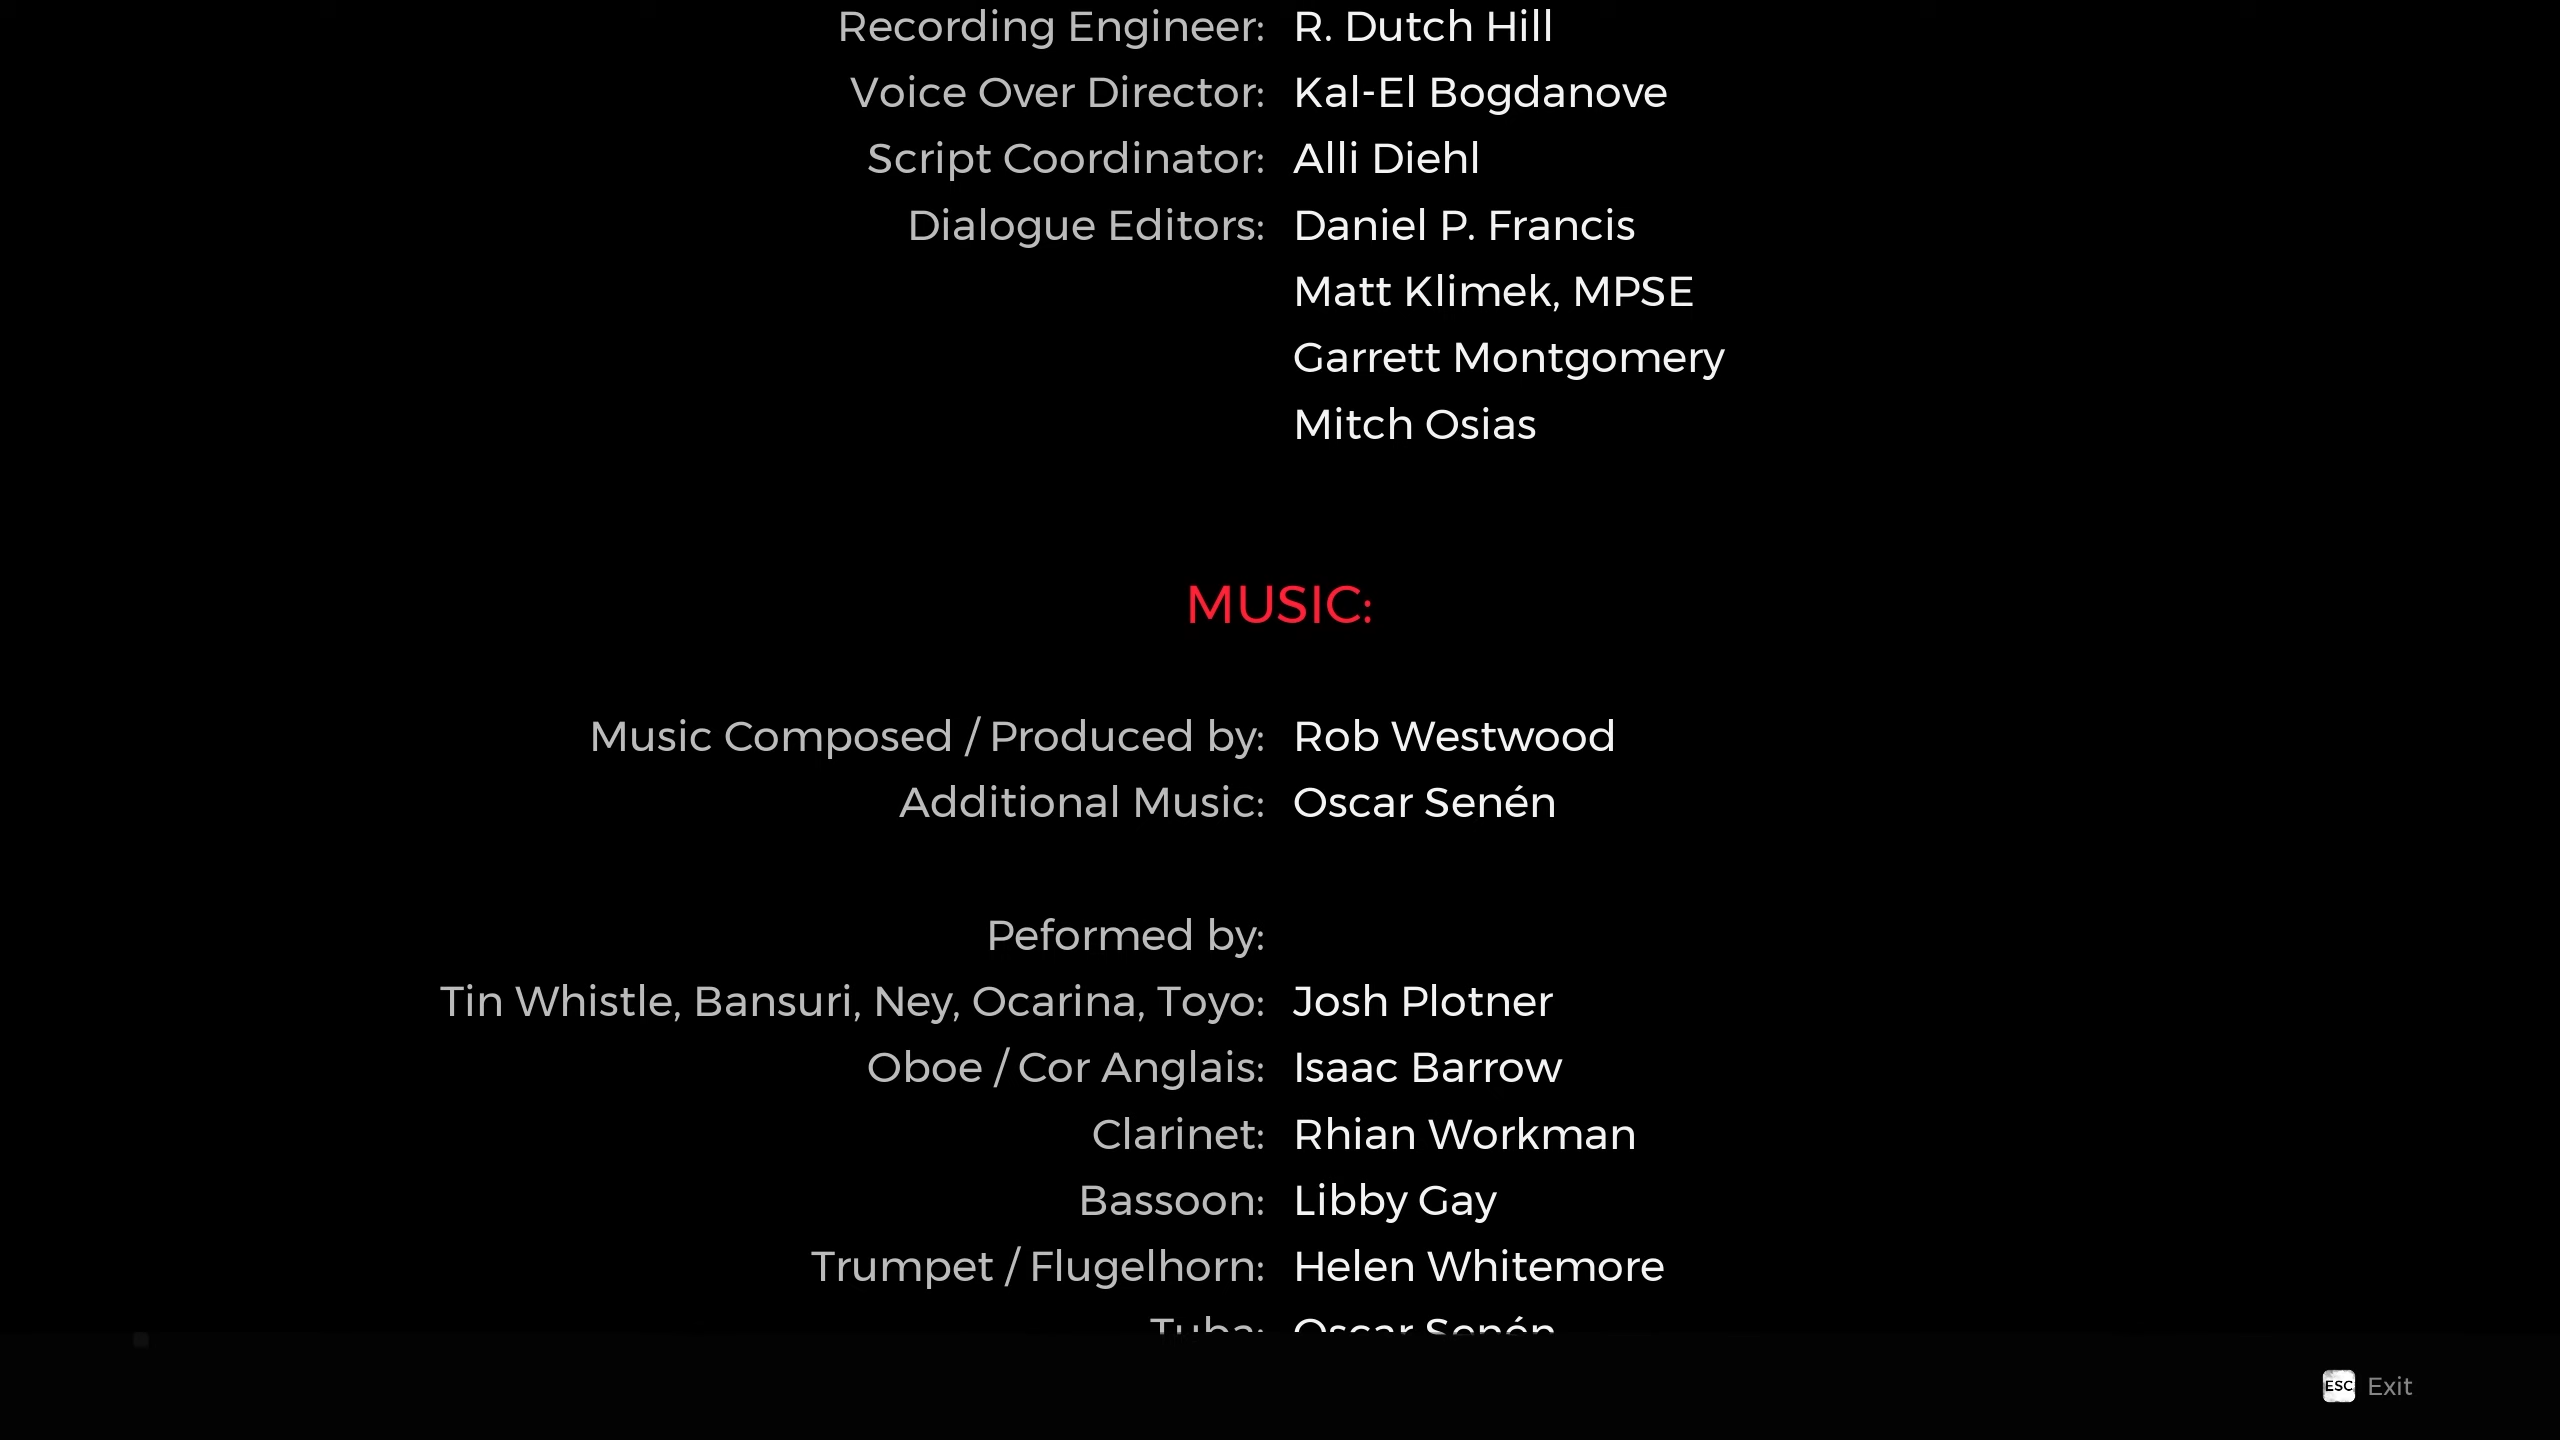 Recording Engineer: R. Dutch Hill
Voice Over Director: Kal-El Bogdanove
Script Coordinator: Alli Diehl
Dialogue Editors: Daniel P. Francis
Matt Klimek, MPSE
Garrett Montgomery
Mitch Osias
MUSIC:
Music Composed / Produced by: Rob Westwood
Additional Music: Oscar Senén
Peformed by:
Tin Whistle, Bansuri, Ney, Ocarina, Toyo: Josh Plotner
Oboe / Cor Anglais: Isaac Barrow
Clarinet: Rhian Workman
Bassoon: Libby Gay
Trumpet / Flugelhorn: Helen Whitemore
Tuba: Oscar Senén
ESC Exit